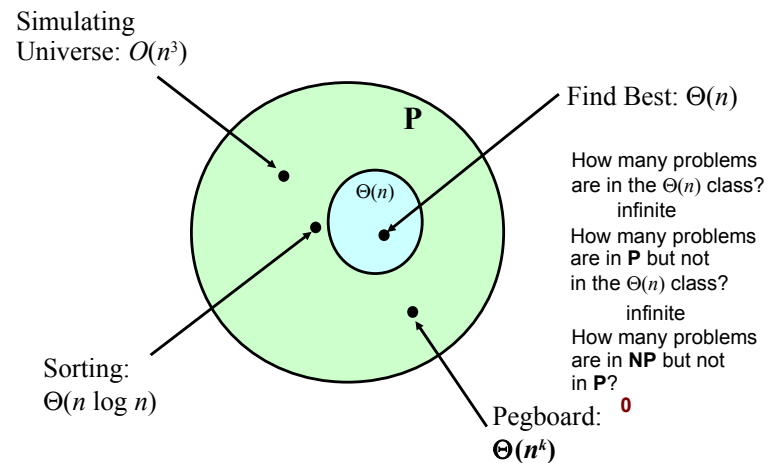 Simulating
Universe: O(n³)
P
Find Best: Θ(n)
Θ(n)
How many problems
are in the Θ(n) class?
infinite
How many problems
are in P but not
in the Θ(n) class?
infinite
How many problems
are in NP but not
in P?
0
Sorting:
Θ(n log n)
Pegboard:
Θ(nᵏ)